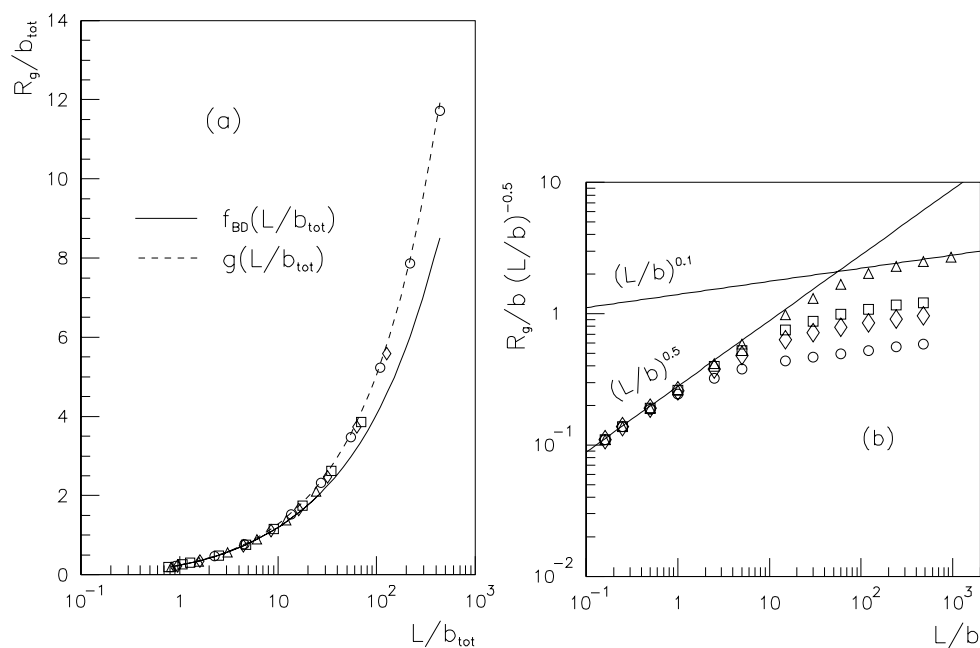 R_g/b_tot
14
12
10
8
6
4
2
0
(a)
f_BD(L/b_tot)
g(L/b_tot)
10^-1
1
10
10^2
10^3
L/b_tot
R_g/b (L/b)^-0.5
10
1
10^-1
10^-2
(L/b)^0.1
(L/b)^0.5
(b)
10^-1
1
10
10^2
10^3
L/b